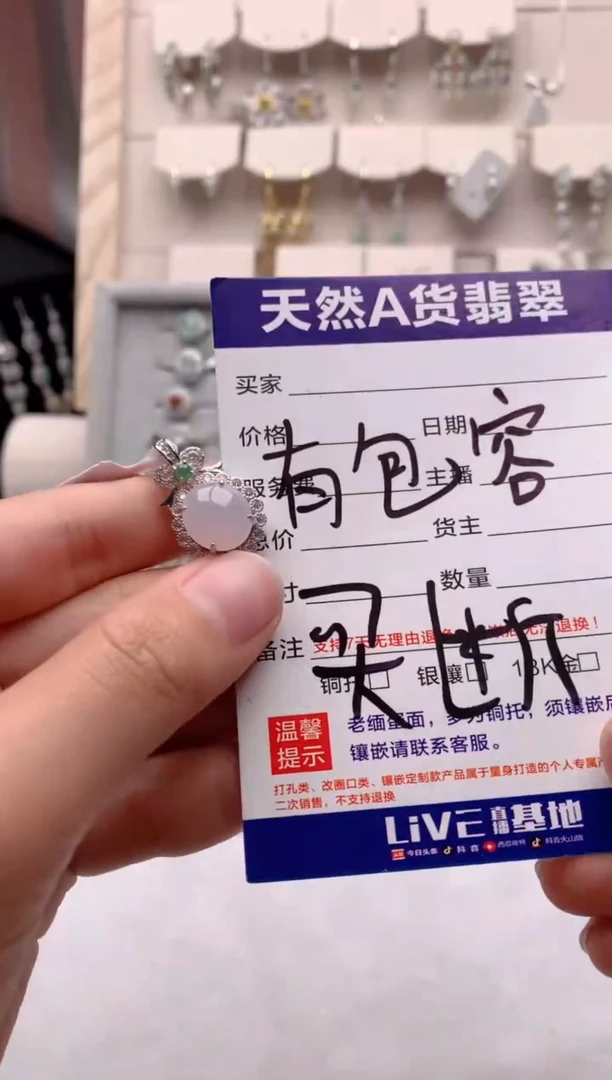 天然A货翡翠
买家
价格
日期
有包容
服务费
主播
总价
货主
寸
数量
买断
备注
支持7天无理由退
退换！
铜托
银镶
18K金
温馨
提示
老缅蛋面，多为铜托，须镶嵌
镶嵌请联系客服。
打孔类、改圈口类、镶嵌定制款产品属于量身打造的个人专属
二次销售，不支持退换
LiVE 直播 基地
今日头条 抖音 西瓜视频 抖音火山版